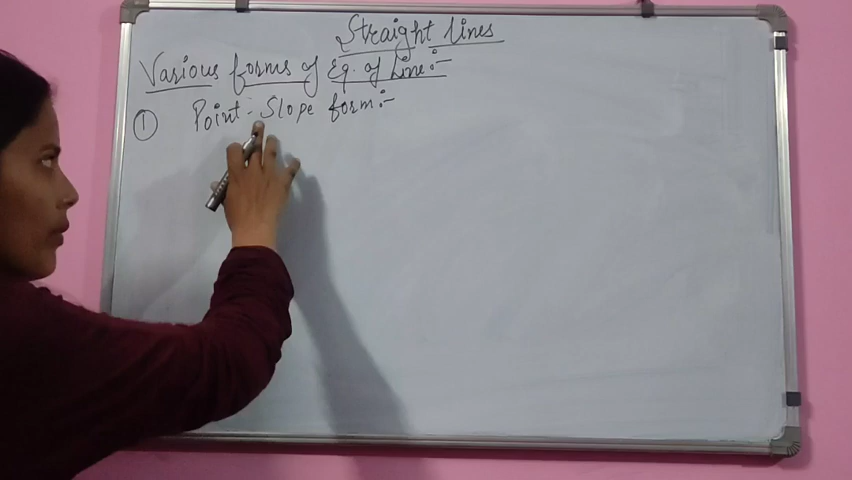 Straight lines
Various forms of Eq. of Line:-
① Point-Slope form:-